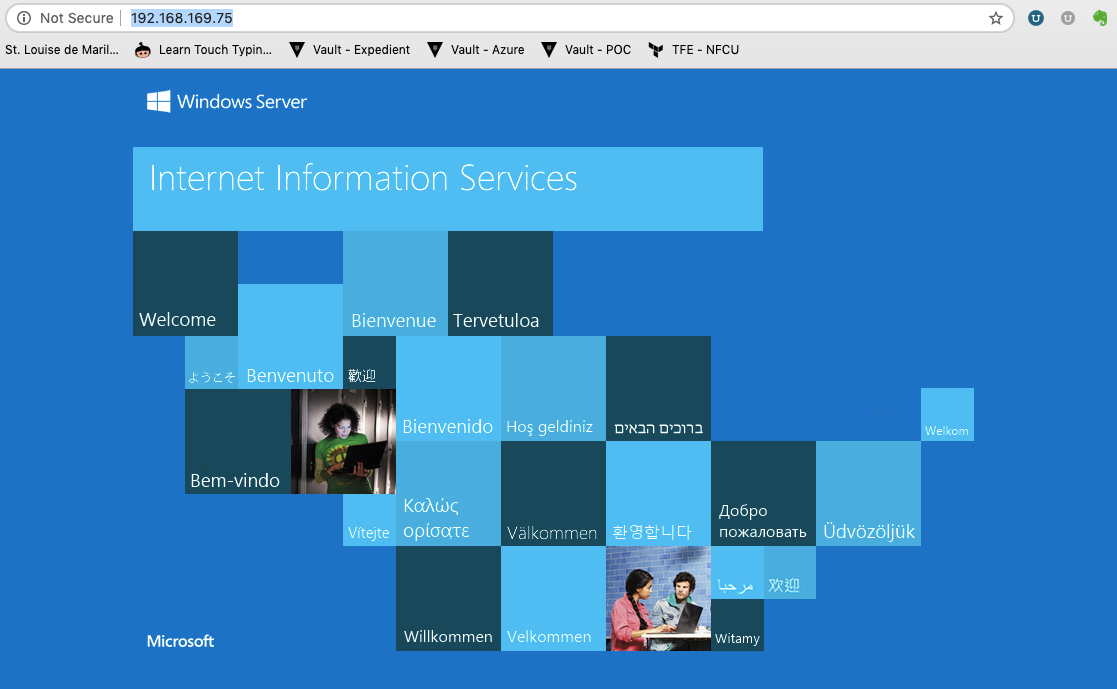 Not Secure
192.168.169.75
St. Louise de Maril...
Learn Touch Typin...
Vault - Expedient
Vault - Azure
Vault - POC
TFE - NFCU
Windows Server
Internet Information Services
Welcome
Bienvenue
Tervetuloa
ようこそ
Benvenuto
歡迎
Bienvenido
Hoş geldiniz
ברוכים הבאים
Welkom
Bem-vindo
Vítejte
Καλώς
ορίσατε
Välkommen
환영합니다
Добро
пожаловать
Üdvözöljük
Willkommen
Velkommen
مرحبا
欢迎
Witamy
Microsoft